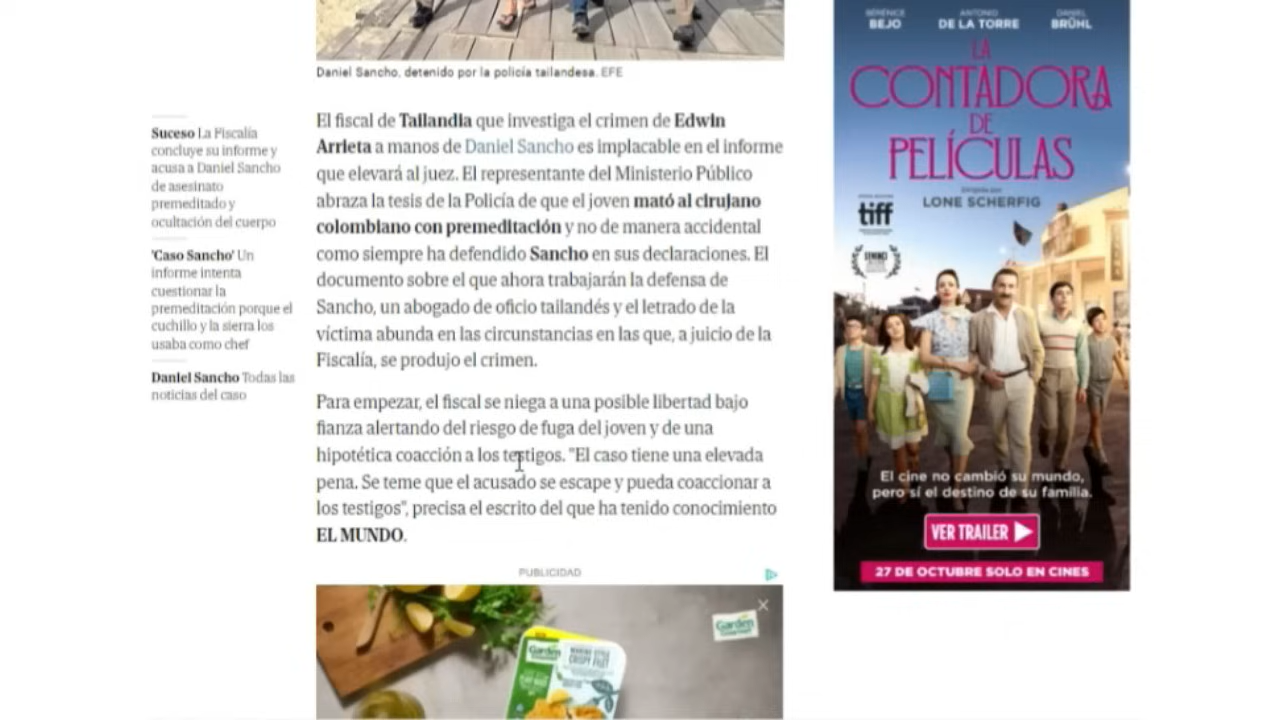 Daniel Sancho, detenido por la policía tailandesa. EFE
Suceso La Fiscalía
concluye su informe y
acusa a Daniel Sancho
de asesinato
premeditado y
ocultación del cuerpo
'Caso Sancho' Un
informe intenta
cuestionar la
premeditación porque el
cuchillo y la sierra los
usaba como chef
Daniel Sancho Todas las
noticias del caso
El fiscal de Tailandia que investiga el crimen de Edwin
Arrieta a manos de Daniel Sancho es implacable en el informe
que elevará al juez. El representante del Ministerio Público
abraza la tesis de la Policía de que el joven mató al cirujano
colombiano con premeditación y no de manera accidental
como siempre ha defendido Sancho en sus declaraciones. El
documento sobre el que ahora trabajarán la defensa de
Sancho, un abogado de oficio tailandés y el letrado de la
víctima abunda en las circunstancias en las que, a juicio de la
Fiscalía, se produjo el crimen.
Para empezar, el fiscal se niega a una posible libertad bajo
fianza alertando del riesgo de fuga del joven y de una
hipotética coacción a los testigos. "El caso tiene una elevada
pena. Se teme que el acusado se escape y pueda coaccionar a
los testigos", precisa el escrito del que ha tenido conocimiento
EL MUNDO.
PUBLICIDAD
Garden
Gourmet
Garden
CRISPY FILET
BÉRÉNICE BEJO
ANTONIO DE LA TORRE
DANIEL BRÜHL
LA
CONTADORA
DE
PELÍCULAS
Dirigida por
LONE SCHERFIG
tiff
SEMINCI
El cine no cambió su mundo,
pero sí el destino de su familia.
VER TRAILER
27 DE OCTUBRE SOLO EN CINES